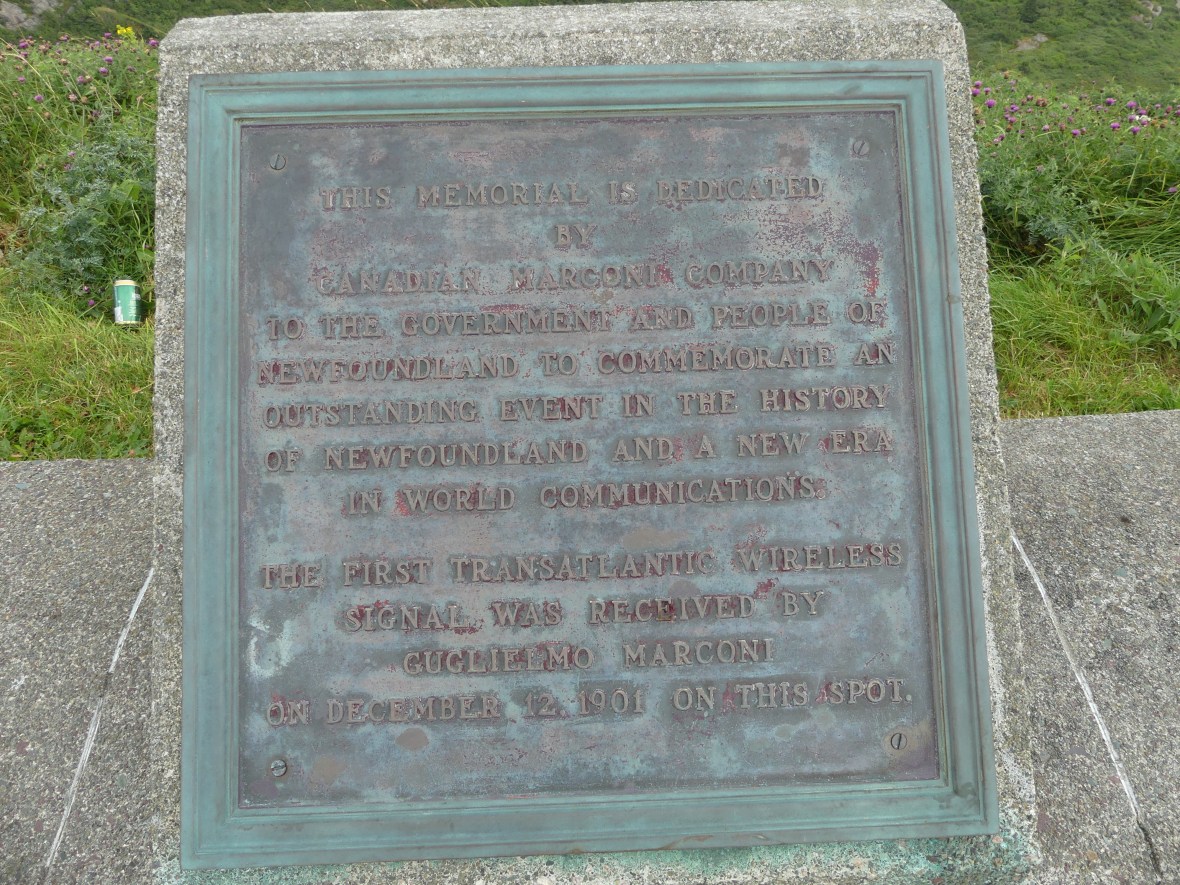 THIS MEMORIAL IS DEDICATED
BY
CANADIAN MARCONI COMPANY
TO THE GOVERNMENT AND PEOPLE OF
NEWFOUNDLAND TO COMMEMORATE AN
OUTSTANDING EVENT IN THE HISTORY
OF NEWFOUNDLAND AND A NEW ERA
IN WORLD COMMUNICATIONS.
THE FIRST TRANSATLANTIC WIRELESS
SIGNAL WAS RECEIVED BY
GUGLIELMO MARCONI
ON DECEMBER 12, 1901 ON THIS SPOT.